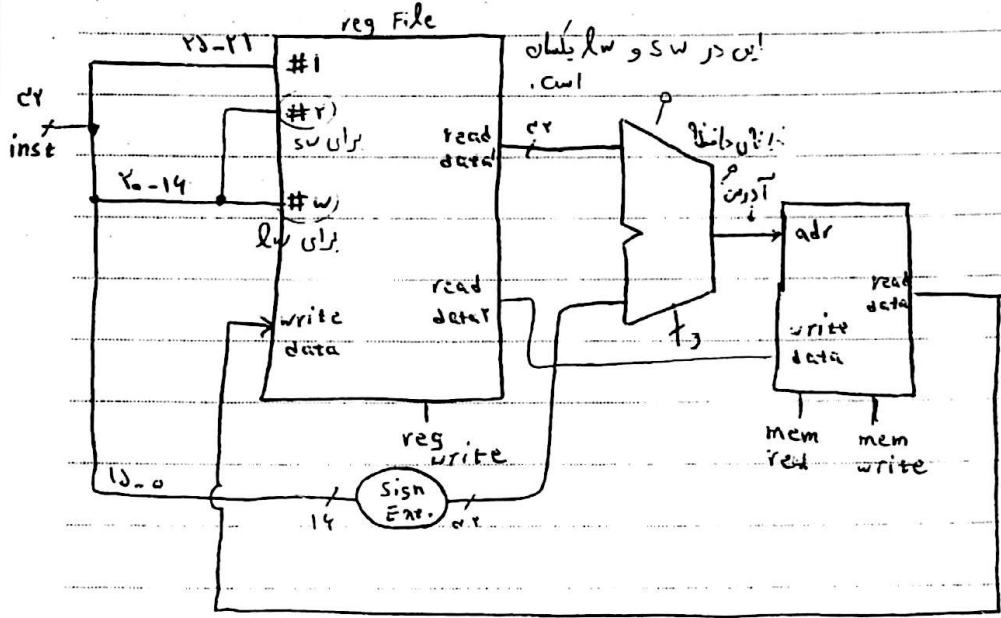 reg File
۲۵-۲۱
#۱
این در sw و lw یکسان
است.
۳۲
inst
#۲
برای sw
read
data۱
۳۲
آدرس
۲۰-۱۶
#w
برای lw
adr
read
data
write
data
read
data۲
write
data
3
reg
write
mem
read
mem
write
۱۵-۰
۱۶
Sign
Ext.
۳۲